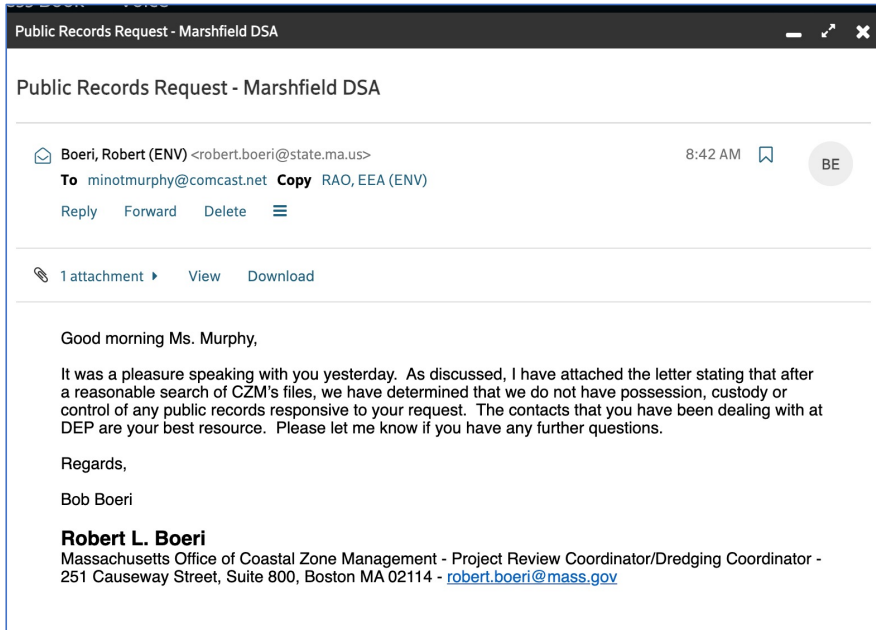 Public Records Request - Marshfield DSA
Public Records Request - Marshfield DSA
Boeri, Robert (ENV) <robert.boeri@state.ma.us>
8:42 AM
BE
To minotmurphy@comcast.net Copy RAO, EEA (ENV)
Reply Forward Delete
1 attachment View Download
Good morning Ms. Murphy,
It was a pleasure speaking with you yesterday. As discussed, I have attached the letter stating that after
a reasonable search of CZM's files, we have determined that we do not have possession, custody or
control of any public records responsive to your request. The contacts that you have been dealing with at
DEP are your best resource. Please let me know if you have any further questions.
Regards,
Bob Boeri
Robert L. Boeri
Massachusetts Office of Coastal Zone Management - Project Review Coordinator/Dredging Coordinator -
251 Causeway Street, Suite 800, Boston MA 02114 - robert.boeri@mass.gov